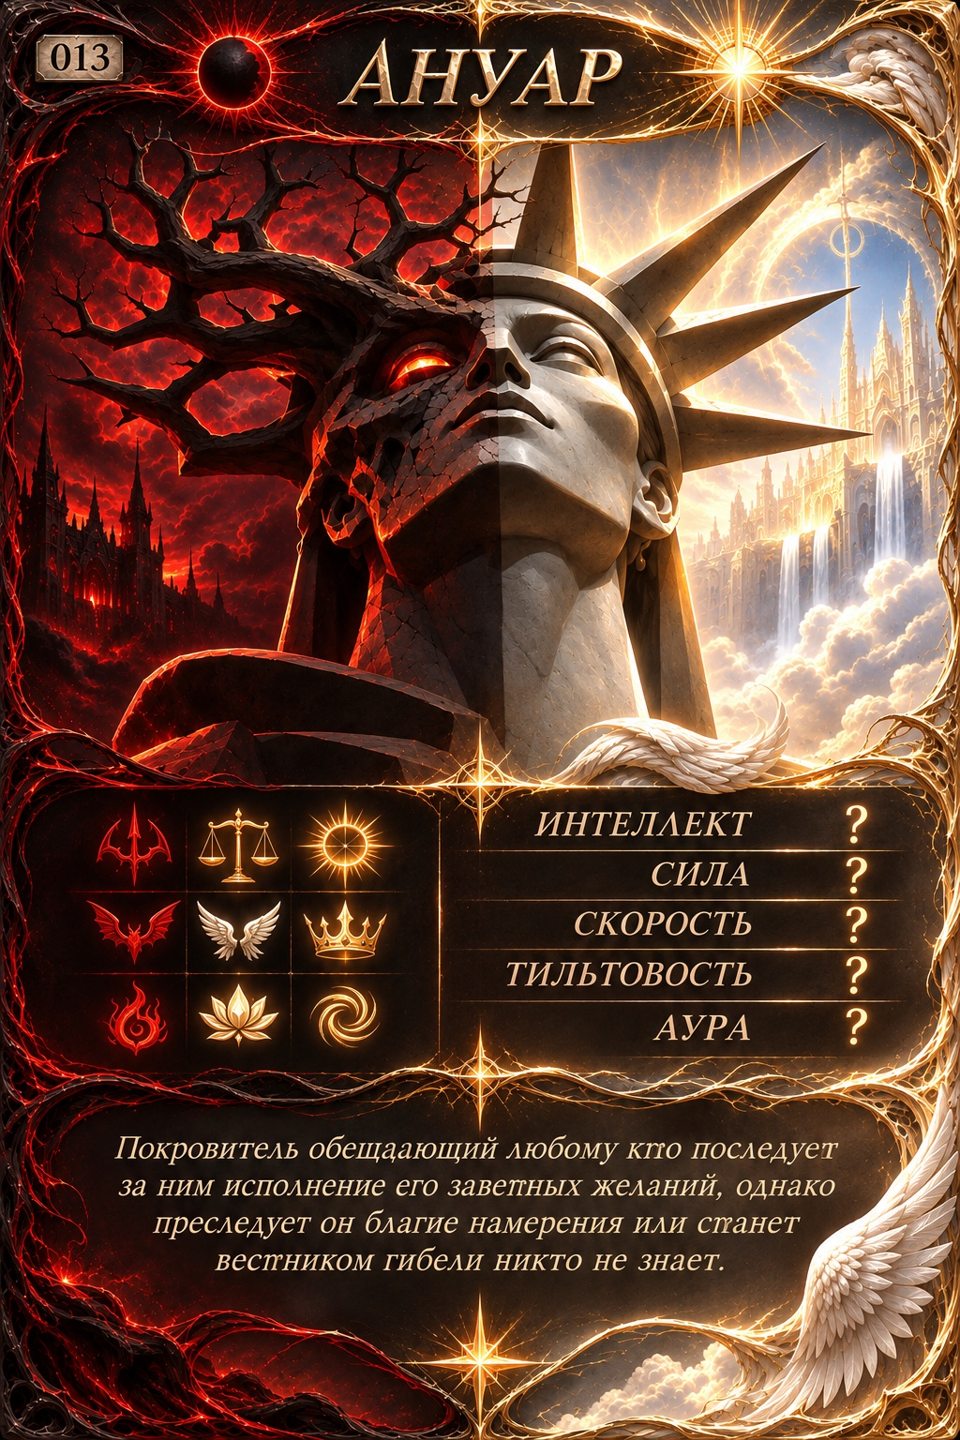 013
АНУАР
ИНТЕЛЛЕКТ ?
СИЛА ?
СКОРОСТЬ ?
ТИЛЬТОВОСТЬ ?
АУРА ?
Покровитель обещдающий любому кто последует
за ним исполнение его заветных желаний, однако
преследует он благие намерения или станет
вестником гибели никто не знает.